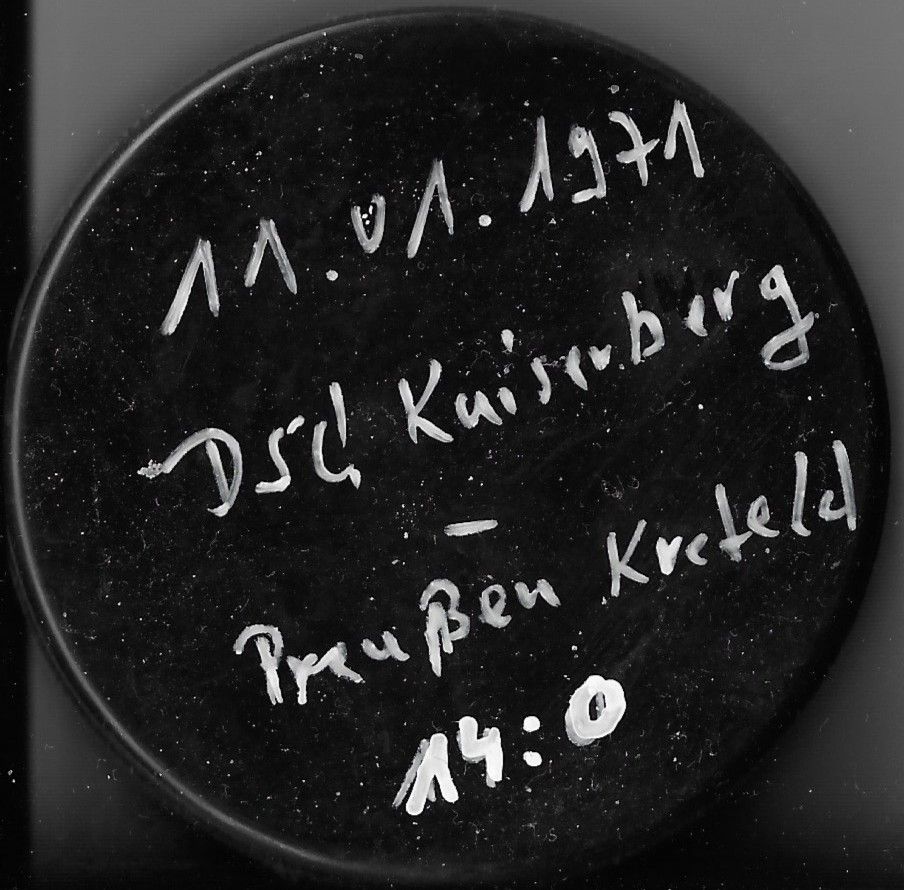 11.01.1971
DSC Kaiserberg
-
Preußen Krefeld
14:0